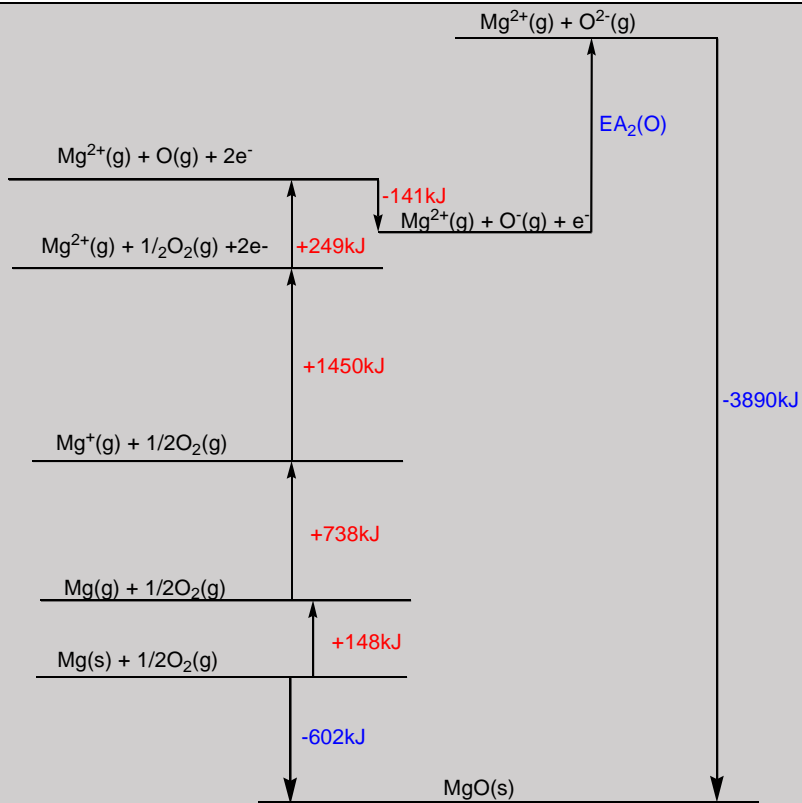 Mg²⁺(g) + O²⁻(g)
EA₂(O)
Mg²⁺(g) + O(g) + 2e⁻
-141kJ
Mg²⁺(g) + O⁻(g) + e⁻
Mg²⁺(g) + 1/₂O₂(g) +2e-
+249kJ
+1450kJ
-3890kJ
Mg⁺(g) + 1/2O₂(g)
+738kJ
Mg(g) + 1/2O₂(g)
+148kJ
Mg(s) + 1/2O₂(g)
-602kJ
MgO(s)